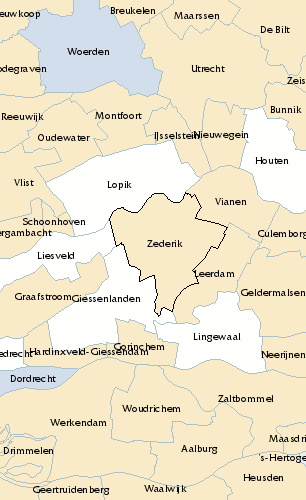 Breukelen
euwkoop
Maarssen
De Bilt
Woerden
odegraven
Utrecht
Zeis
Bunnik
Reeuwijk
Montfoort
IJsselstein
Nieuwegein
Oudewater
Houten
Vlist
Lopik
Vianen
Schoonhoven
ergambacht
Culemborg
Zederik
Liesveld
Leerdam
Geldermalsen
Graafstroom
Giessenlanden
Lingewaal
Gorinchem
edrecht
Hardinxveld-Giessendam
Neerijnen
Dordrecht
Zaltbommel
Woudrichem
Werkendam
Maasdri
Drimmelen
Aalburg
's-Hertoge
Heusden
Geertruidenberg
Waalwijk